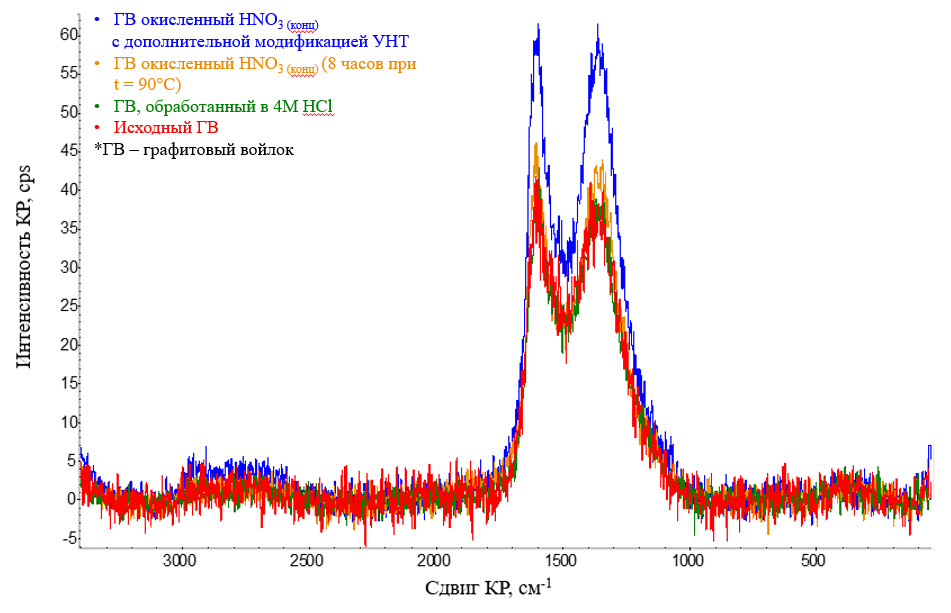 • ГВ окисленный HNO3 (конц)
с дополнительной модификацией УНТ
• ГВ окисленный HNO3 (конц) (8 часов при
t = 90°C)
• ГВ, обработанный в 4М HCl
• Исходный ГВ
*ГВ – графитовый войлок
Интенсивность КР, cps
60
55
50
45
40
35
30
25
20
15
10
5
0
-5
3000 2500 2000 1500 1000 500
Сдвиг КР, см-1